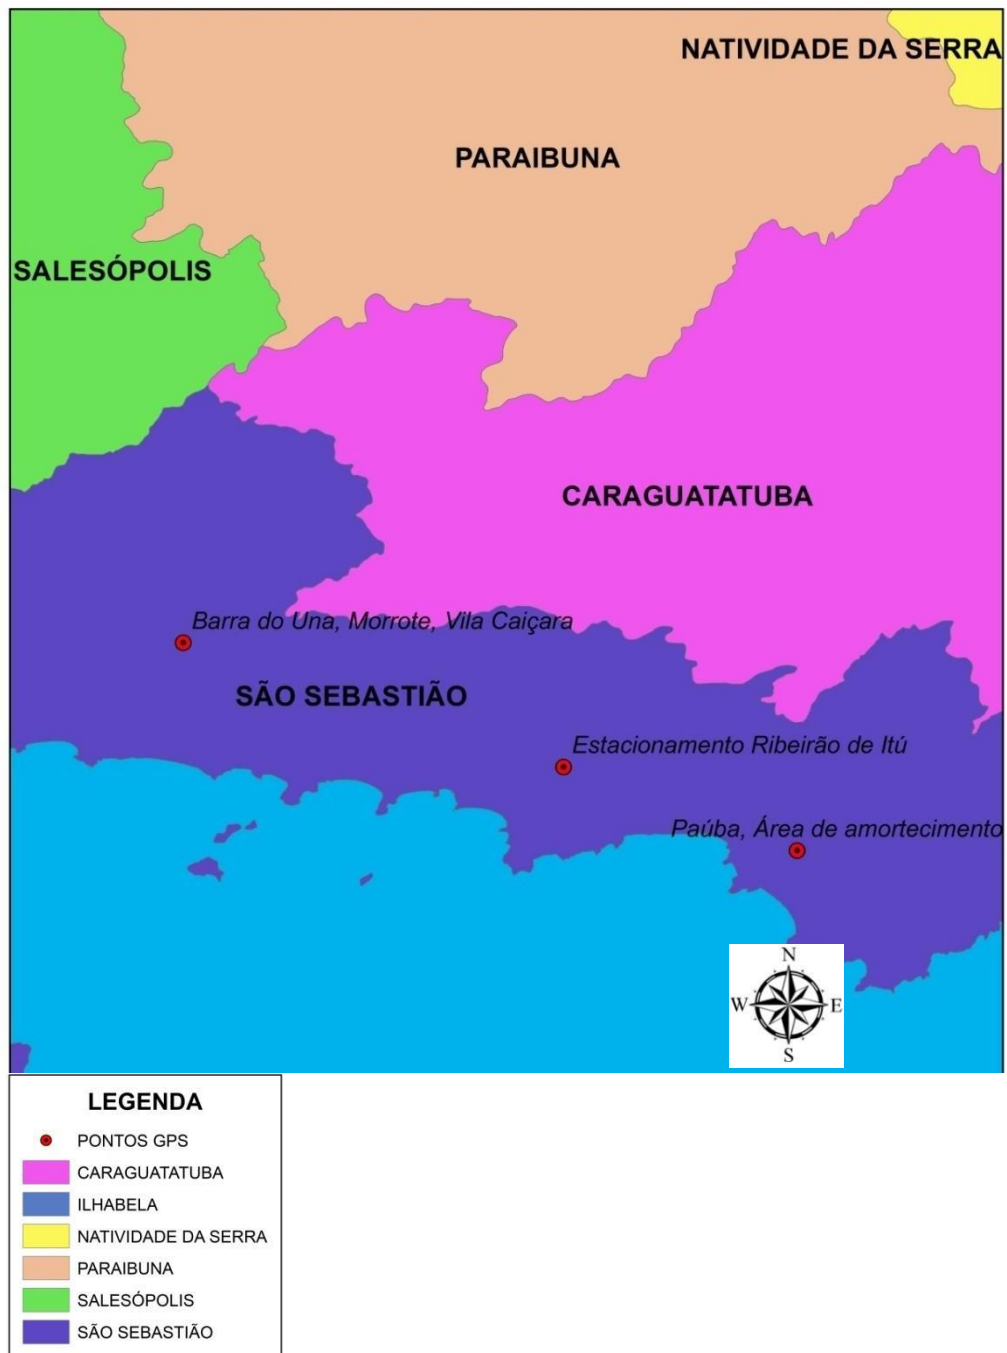 NATIVIDADE DA SERRA
PARAIBUNA
SALESÓPOLIS
CARAGUATATUBA
Barra do Una, Morrote, Vila Caiçara
SÃO SEBASTIÃO
Estacionamento Ribeirão de Itú
Paúba, Área de amortecimento
N
W E
S
LEGENDA
PONTOS GPS
CARAGUATATUBA
ILHABELA
NATIVIDADE DA SERRA
PARAIBUNA
SALESÓPOLIS
SÃO SEBASTIÃO